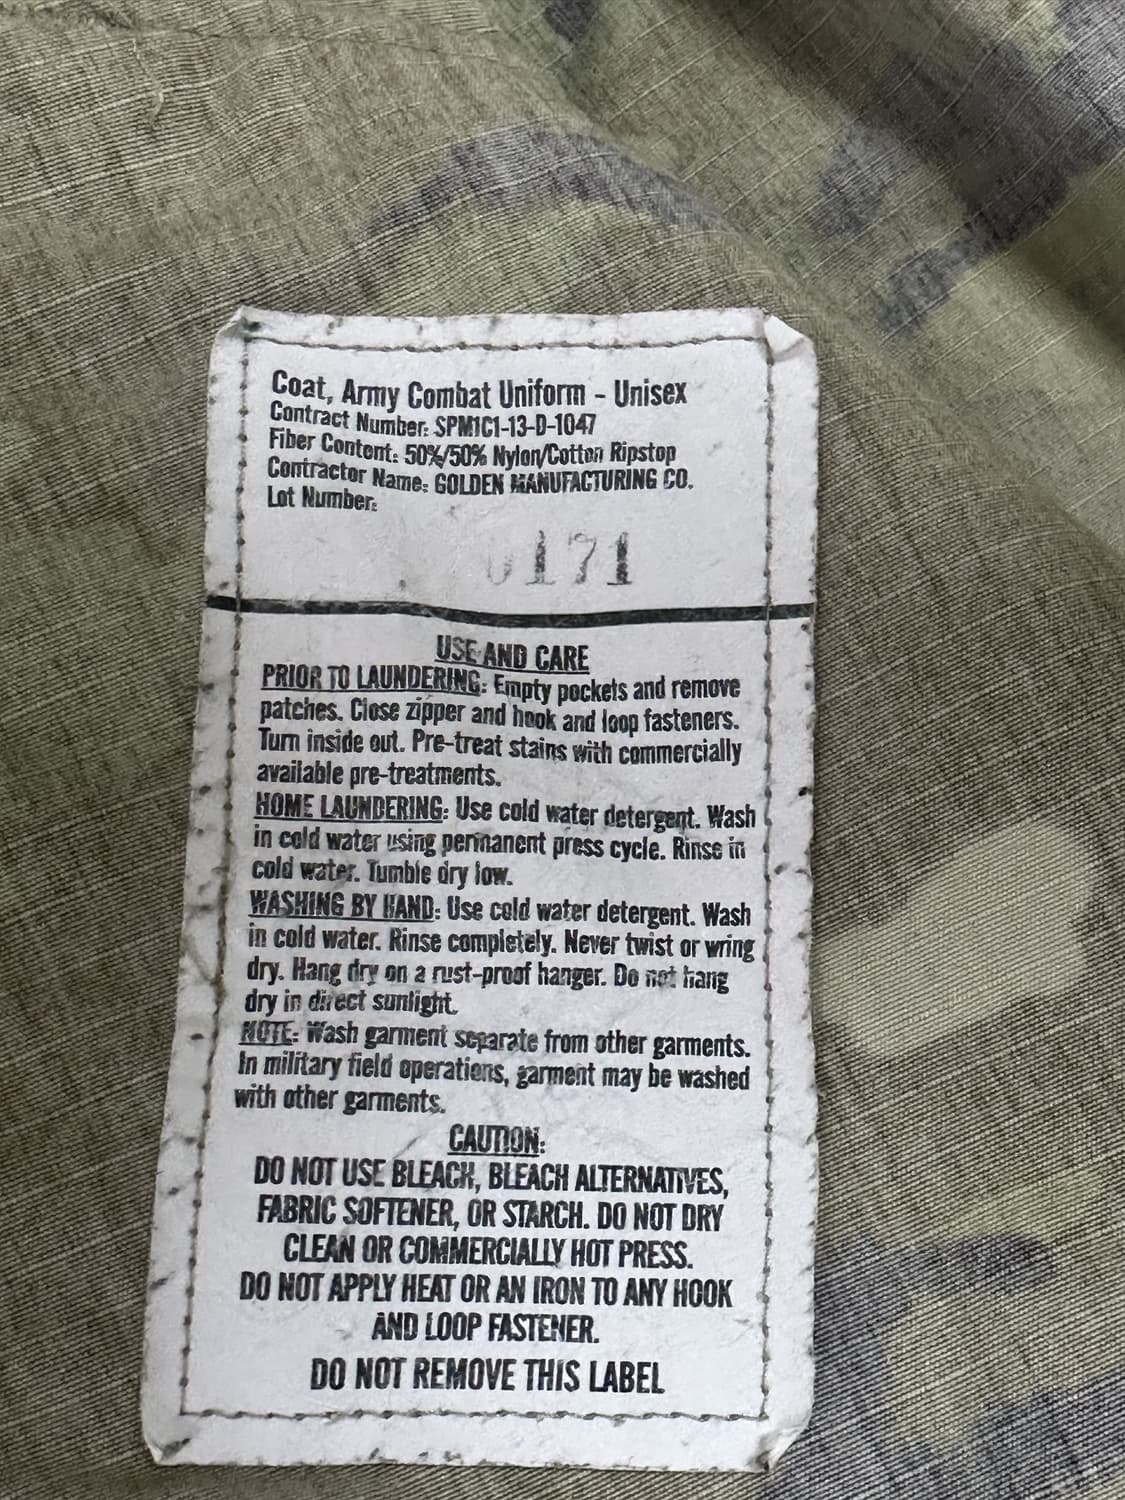 Coat, Army Combat Uniform - Unisex
Contract Number: SPM1C1-13-D-1047
Fiber Content: 50%/50% Nylon/Cotton Ripstop
Contractor Name: GOLDEN MANUFACTURING CO.
Lot Number:
0171
USE AND CARE
PRIOR TO LAUNDERING: Empty pockets and remove
patches. Close zipper and hook and loop fasteners.
Turn inside out. Pre-treat stains with commercially
available pre-treatments.
HOME LAUNDERING: Use cold water detergent. Wash
in cold water using permanent press cycle. Rinse in
cold water. Tumble dry low.
WASHING BY HAND: Use cold water detergent. Wash
in cold water. Rinse completely. Never twist or wring
dry. Hang dry on a rust-proof hanger. Do not hang
dry in direct sunlight.
NOTE: Wash garment separate from other garments.
In military field operations, garment may be washed
with other garments.
CAUTION:
DO NOT USE BLEACH, BLEACH ALTERNATIVES,
FABRIC SOFTENER, OR STARCH. DO NOT DRY
CLEAN OR COMMERCIALLY HOT PRESS.
DO NOT APPLY HEAT OR AN IRON TO ANY HOOK
AND LOOP FASTENER.
DO NOT REMOVE THIS LABEL